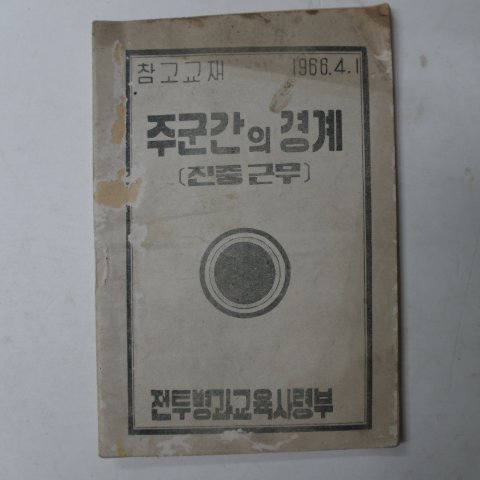 참고교재 1966.4.1
주군간의 경계
(진중근무)
전투병과교육사령부